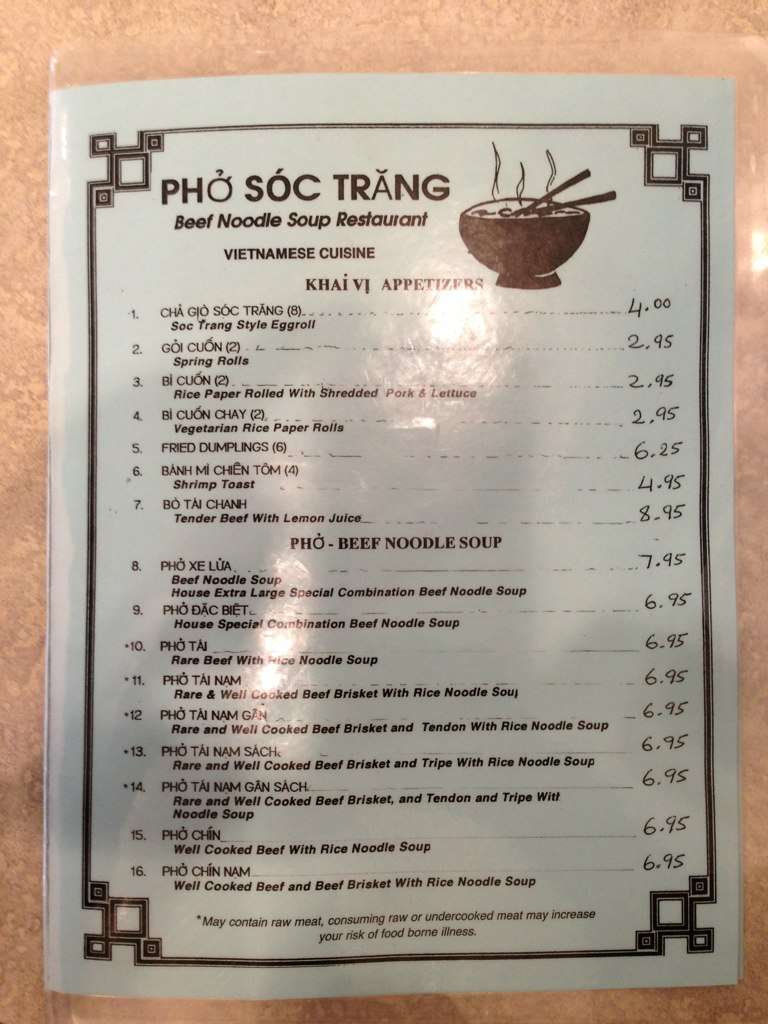 PHỞ SÓC TRĂNG
Beef Noodle Soup Restaurant
VIETNAMESE CUISINE
KHAI VỊ APPETIZERS
1. CHẢ GIÒ SÓC TRĂNG (8) 4.00
Soc Trang Style Eggroll
2. GỎI CUỐN (2) 2.95
Spring Rolls
3. BÌ CUỐN (2) 2.95
Rice Paper Rolled With Shredded Pork & Lettuce
4. BÌ CUỐN CHAY (2) 2.95
Vegetarian Rice Paper Rolls
5. FRIED DUMPLINGS (6) 6.25
6. BÁNH MÌ CHIÊN TÔM (4)
Shrimp Toast 4.95
7. BÒ TÁI CHANH
Tender Beef With Lemon Juice 8.95
PHỞ - BEEF NOODLE SOUP
8. PHỞ XE LỬA 7.95
Beef Noodle Soup
House Extra Large Special Combination Beef Noodle Soup
9. PHỞ ĐẶC BIỆT 6.95
House Special Combination Beef Noodle Soup
*10. PHỞ TÁI 6.95
Rare Beef With Rice Noodle Soup
*11. PHỞ TÁI NẠM 6.95
Rare & Well Cooked Beef Brisket With Rice Noodle Soup
*12 PHỞ TÁI NẠM GÂN 6.95
Rare and Well Cooked Beef Brisket and Tendon With Rice Noodle Soup
*13. PHỞ TÁI NẠM SÁCH 6.95
Rare and Well Cooked Beef Brisket and Tripe With Rice Noodle Soup
*14. PHỞ TÁI NẠM GÂN SÁCH 6.95
Rare and Well Cooked Beef Brisket, and Tendon and Tripe With
Noodle Soup
15. PHỞ CHÍN 6.95
Well Cooked Beef With Rice Noodle Soup
16. PHỞ CHÍN NẠM 6.95
Well Cooked Beef and Beef Brisket With Rice Noodle Soup
*May contain raw meat, consuming raw or undercooked meat may increase
your risk of food borne illness.